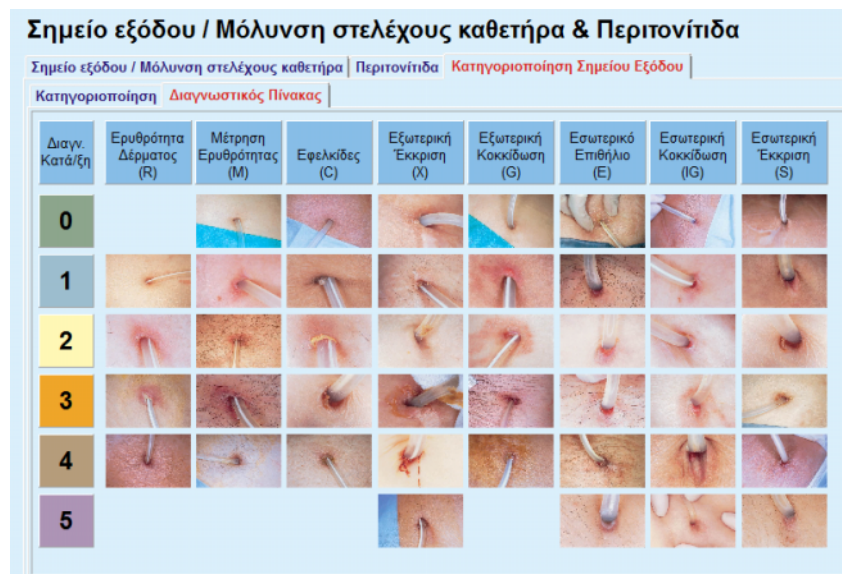 Σημείο εξόδου / Μόλυνση στελέχους καθετήρα & Περιτονίτιδα
Σημείο εξόδου / Μόλυνση στελέχους καθετήρα Περιτονίτιδα Κατηγοριοποίηση Σημείου Εξόδου
Κατηγοριοποίηση Διαγνωστικός Πίνακας
Διαγν.
Κατά/ξη
Ερυθρότητα
Δέρματος
(R)
Μέτρηση
Ερυθρότητας
(M)
Εφελκίδες
(C)
Εξωτερική
Έκκριση
(X)
Εξωτερική
Κοκκίδωση
(G)
Εσωτερικό
Επιθήλιο
(E)
Εσωτερική
Κοκκίδωση
(IG)
Εσωτερική
Έκκριση
(S)
0
1
2
3
4
5